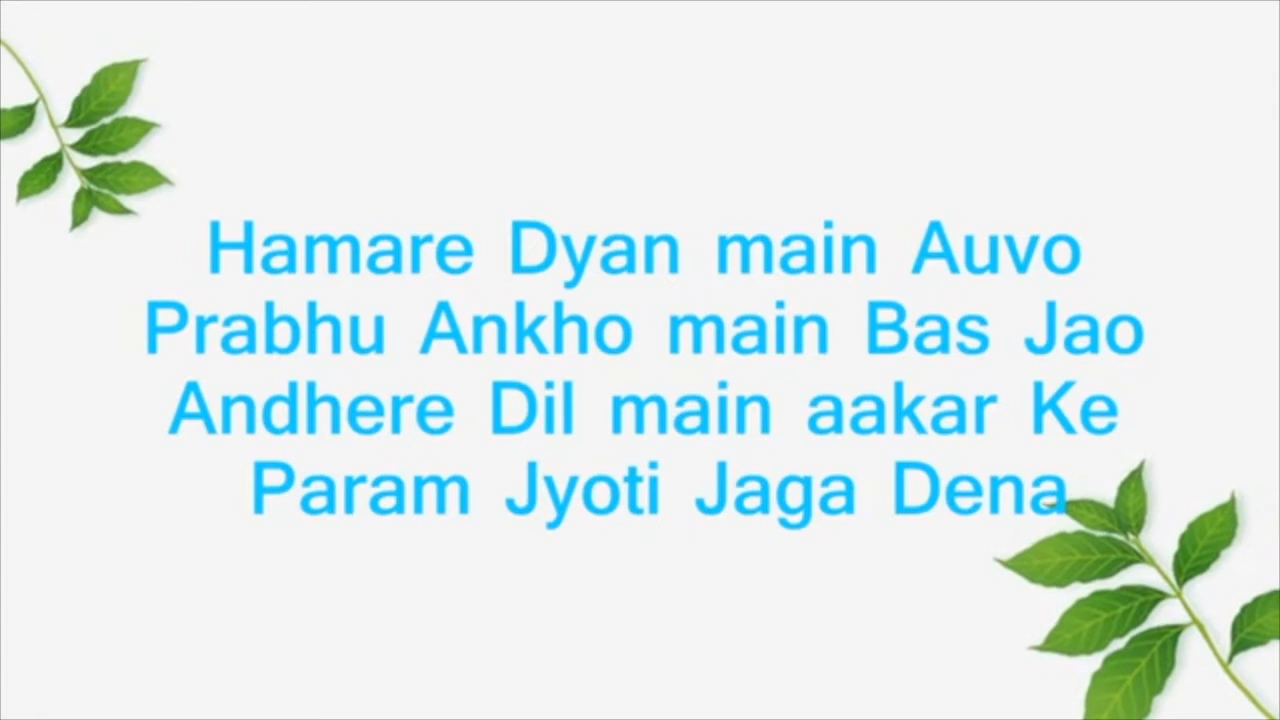 Hamare Dyan main Auvo
Prabhu Ankho main Bas Jao
Andhere Dil main aakar Ke
Param Jyoti Jaga Dena